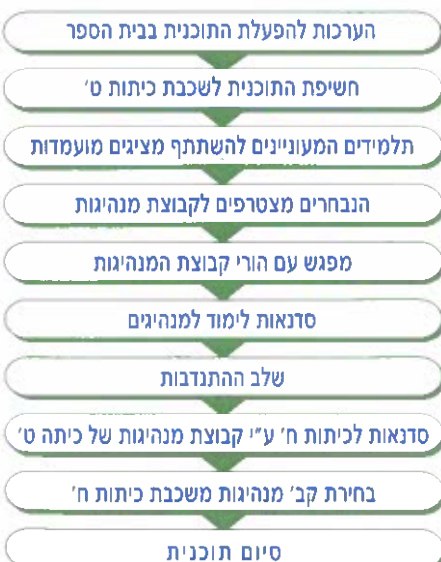 הערכות להפעלת התוכנית בבית הספר
חשיפת התוכנית לשכבת כיתות ט'
תלמידים המעוניינים להשתתף מציגים מועמדות
הנבחרים מצטרפים לקבוצת מנהיגות
מפגש עם הורי קבוצת המנהיגות
סדנאות לימוד למנהיגים
שלב ההתנדבות
סדנאות לכיתות ח' ע"י קבוצת מנהיגות של כיתה ט'
בחירת קב' מנהיגות משכבת כיתות ח'
סיום תוכנית